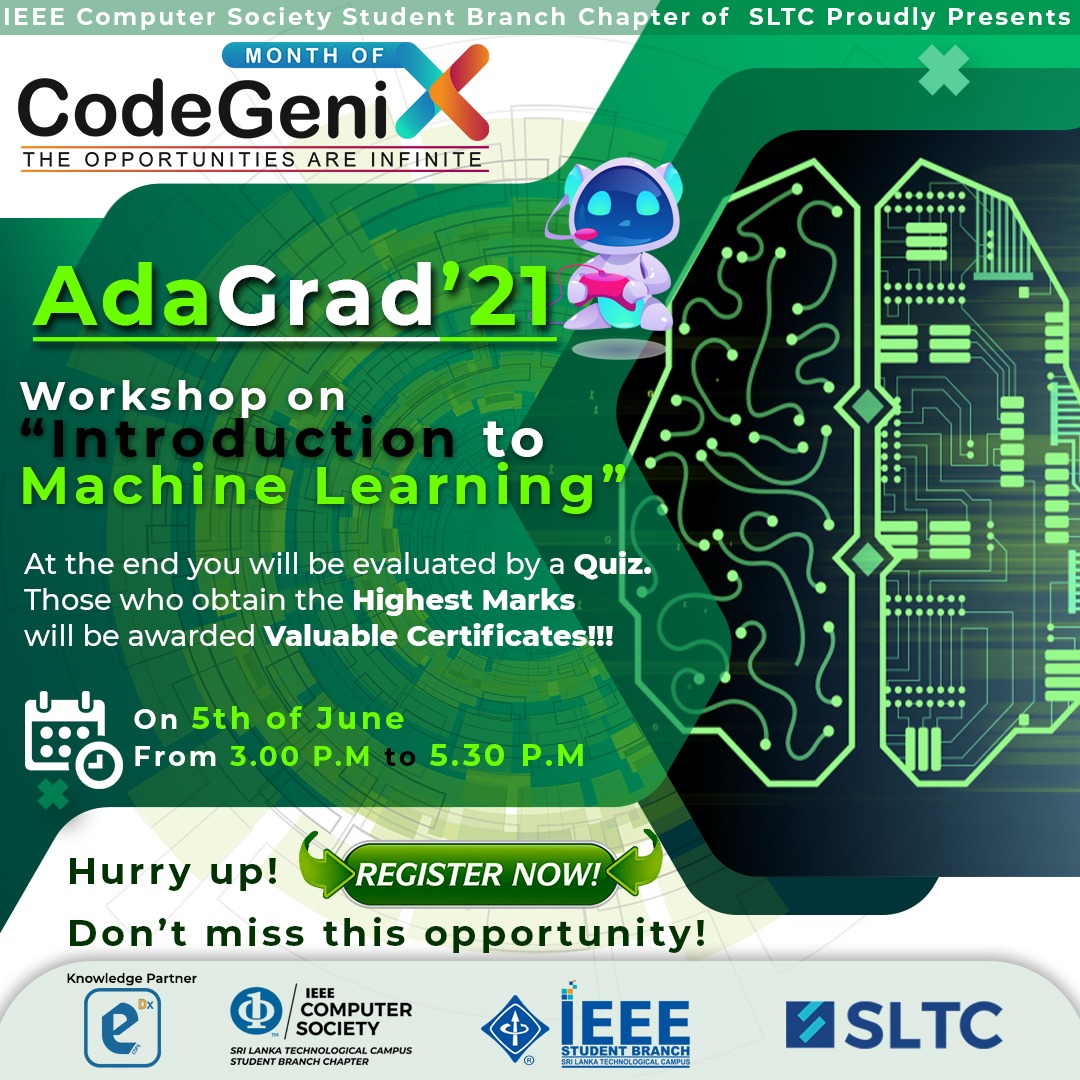 IEEE Computer Society Student Branch Chapter of SLTC Proudly Presents
MONTH OF
CodeGeniX
THE OPPORTUNITIES ARE INFINITE
AdaGrad’21
Workshop on
“Introduction to
Machine Learning”
At the end you will be evaluated by a Quiz.
Those who obtain the Highest Marks
will be awarded Valuable Certificates!!!
On 5th of June
From 3.00 P.M to 5.30 P.M
Hurry up!
REGISTER NOW!
Don’t miss this opportunity!
Knowledge Partner
e Dx
IEEE
COMPUTER
SOCIETY
TM
SRI LANKA TECHNOLOGICAL CAMPUS
STUDENT BRANCH CHAPTER
®
IEEE
STUDENT BRANCH
SRI LANKA TECHNOLOGICAL CAMPUS
SLTC